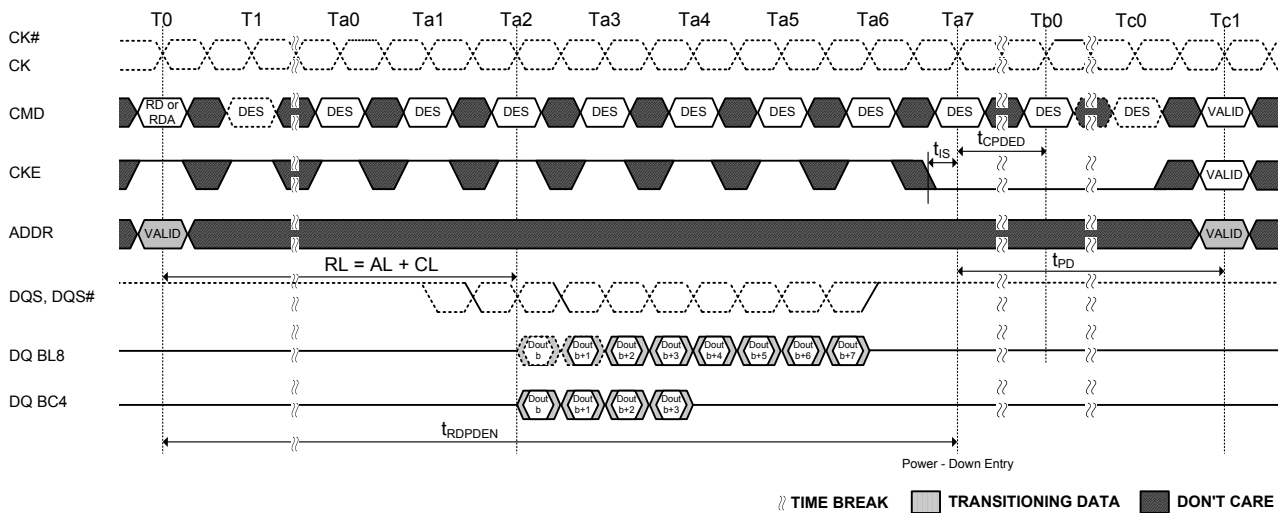 T0 T1 Ta0 Ta1 Ta2 Ta3 Ta4 Ta5 Ta6 Ta7 Tb0 Tc0 Tc1
CK#
CK
CMD RD or RDA DES DES DES DES DES DES DES DES DES DES VALID
tIS tCPDED
CKE VALID
ADDR VALID VALID
RL = AL + CL tPD
DQS, DQS#
DQ BL8 Dout b Dout b+1 Dout b+2 Dout b+3 Dout b+4 Dout b+5 Dout b+6 Dout b+7
DQ BC4 Dout b Dout b+1 Dout b+2 Dout b+3
tRDPDEN
Power - Down Entry
TIME BREAK TRANSITIONING DATA DON'T CARE